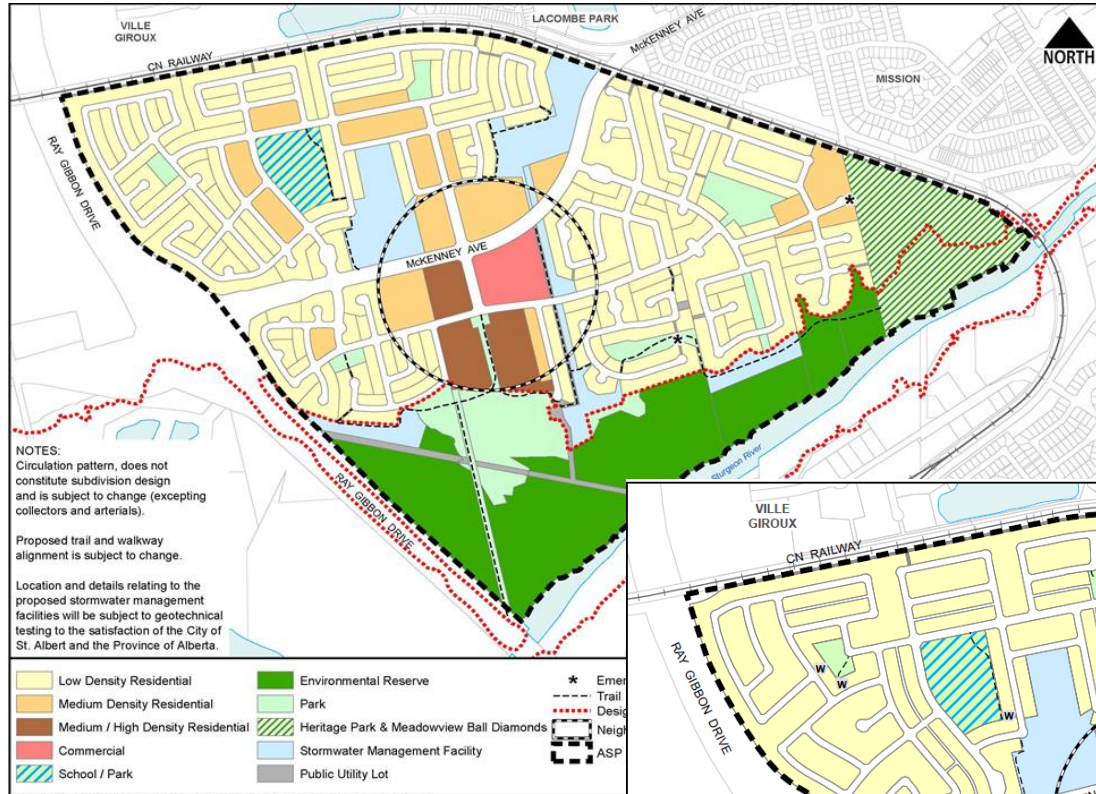 VILLE
GIROUX
LACOMBE PARK
McKENNEY AVE
NORTH
CN RAILWAY
MISSION
RAY GIBBON DRIVE
McKENNEY AVE
Sturgeon River
RAY GIBBON DRIVE
NOTES:
Circulation pattern, does not
constitute subdivision design
and is subject to change (excepting
collectors and arterials).
Proposed trail and walkway
alignment is subject to change.
Location and details relating to the
proposed stormwater management
facilities will be subject to geotechnical
testing to the satisfaction of the City of
St. Albert and the Province of Alberta.
Low Density Residential
Medium Density Residential
Medium / High Density Residential
Commercial
School / Park
Environmental Reserve
Park
Heritage Park & Meadowview Ball Diamonds
Stormwater Management Facility
Public Utility Lot
* Emer
Trail
Desig
Neigh
ASP
VILLE
GIROUX
CN RAILWAY
RAY GIBBON DRIVE
W
W
W